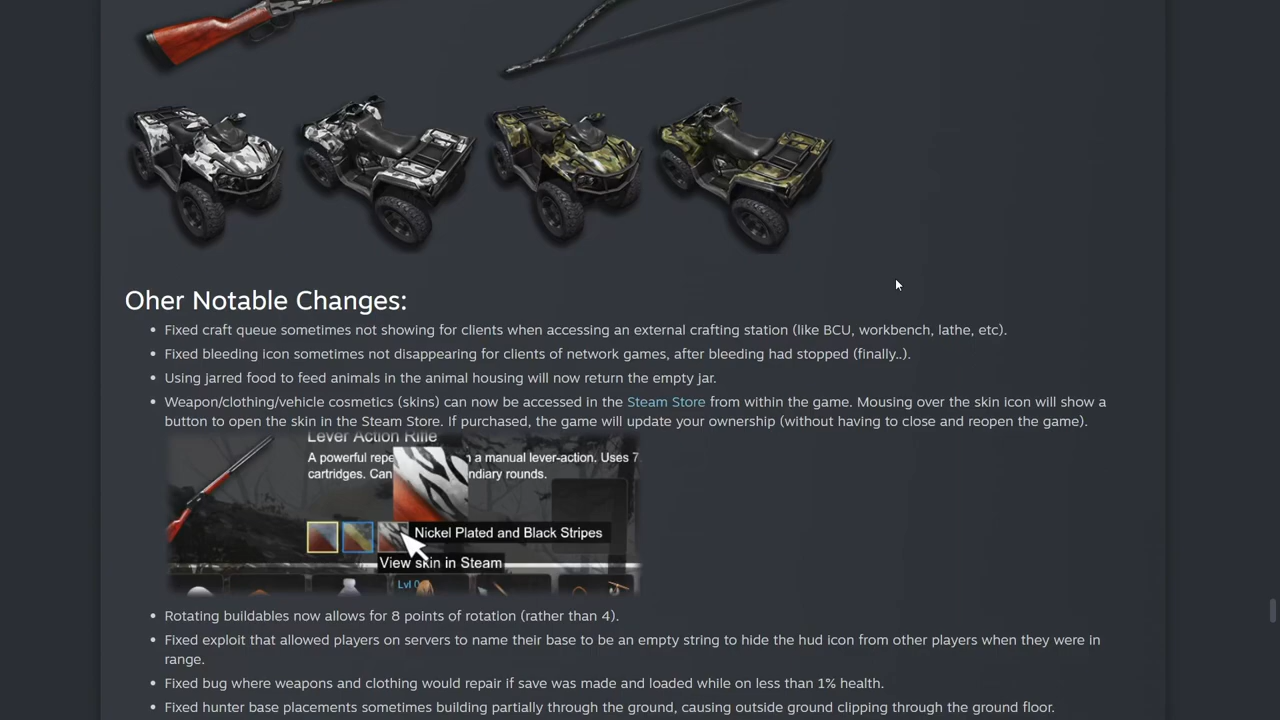 Oher Notable Changes:
Fixed craft queue sometimes not showing for clients when accessing an external crafting station (like BCU, workbench, lathe, etc).
Fixed bleeding icon sometimes not disappearing for clients of network games, after bleeding had stopped (finally..).
Using jarred food to feed animals in the animal housing will now return the empty jar.
Weapon/clothing/vehicle cosmetics (skins) can now be accessed in the Steam Store from within the game. Mousing over the skin icon will show a
button to open the skin in the Steam Store. If purchased, the game will update your ownership (without having to close and reopen the game).
Lever Action Rifle
A powerful repe a manual lever-action. Uses 7
cartridges. Can ndiary rounds.
Nickel Plated and Black Stripes
View skin in Steam
Lvl 0
Rotating buildables now allows for 8 points of rotation (rather than 4).
Fixed exploit that allowed players on servers to name their base to be an empty string to hide the hud icon from other players when they were in
range.
Fixed bug where weapons and clothing would repair if save was made and loaded while on less than 1% health.
Fixed hunter base placements sometimes building partially through the ground, causing outside ground clipping through the ground floor.